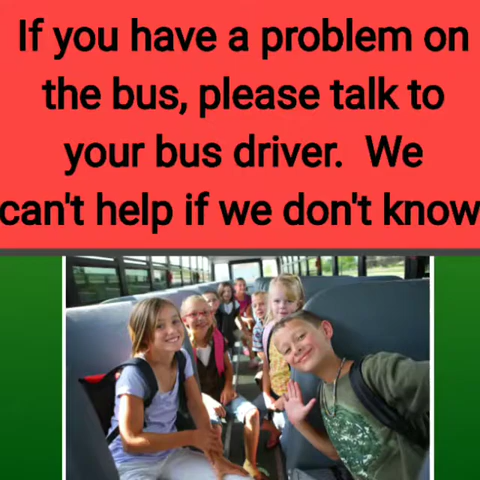 If you have a problem on
the bus, please talk to
your bus driver.  We
can't help if we don't know